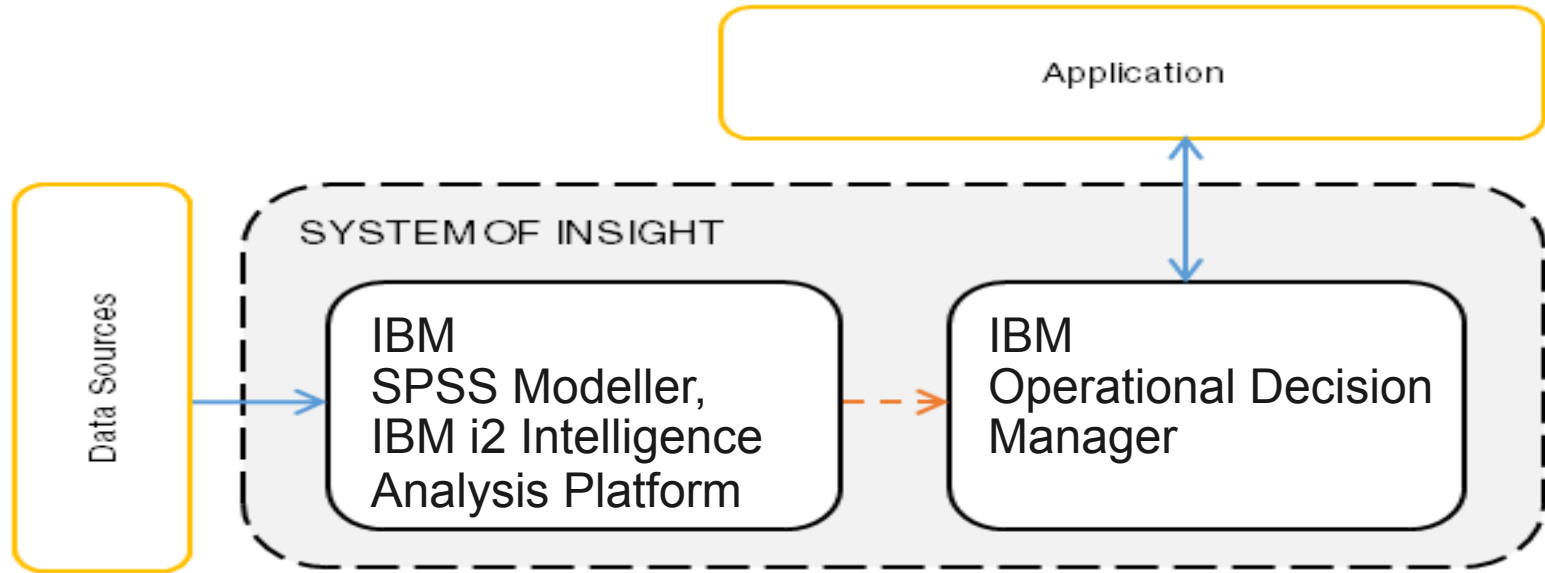 Application
SYSTEM OF INSIGHT
Data Sources
IBM
SPSS Modeller,
IBM i2 Intelligence
Analysis Platform
IBM
Operational Decision
Manager